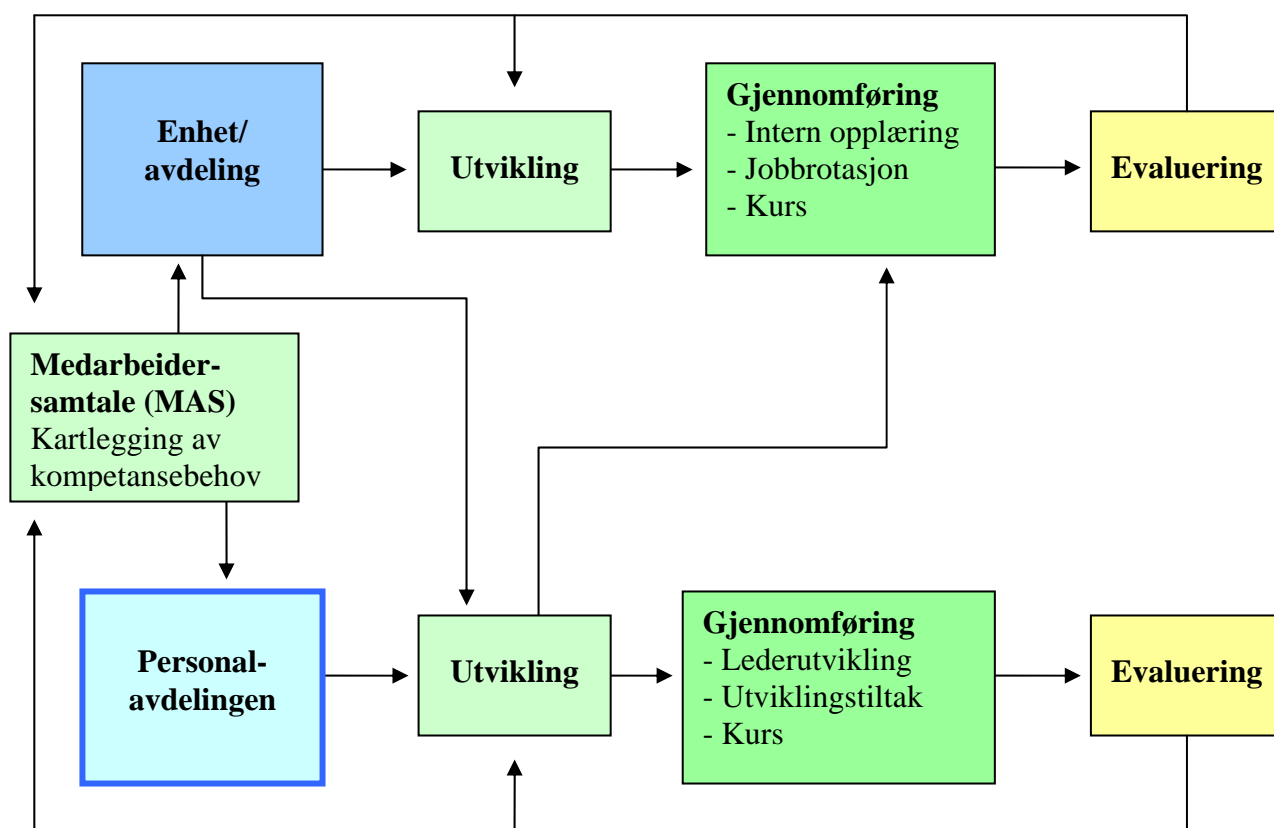 Enhet/
avdeling
Utvikling
Gjennomføring
- Intern opplæring
- Jobbrotasjon
- Kurs
Evaluering
Medarbeider-
samtale (MAS)
Kartlegging av
kompetansebehov
Personal-
avdelingen
Utvikling
Gjennomføring
- Lederutvikling
- Utviklingstiltak
- Kurs
Evaluering